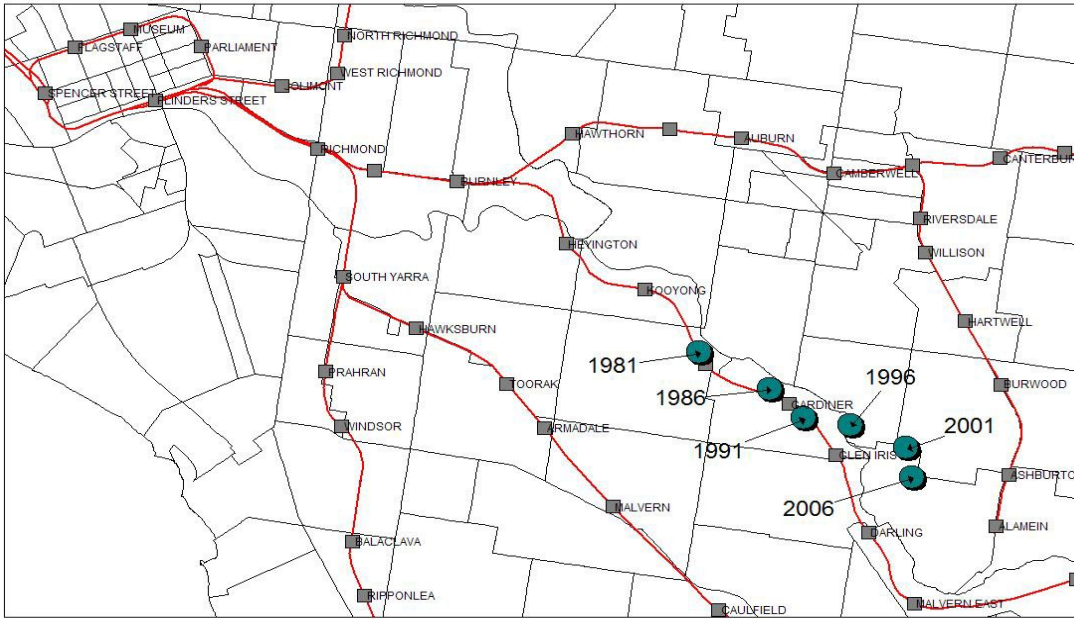 MUSEUM
NORTH RICHMOND
FLAGSTAFF
PARLIAMENT
WEST RICHMOND
JOLIMONT
SPENCER STREET
FLINDERS STREET
HAWTHORN
AUBURN
RICHMOND
CANTERBUR
CAMBERWELL
BURNLEY
RIVERSDALE
HEYINGTON
WILLISON
SOUTH YARRA
KOOYONG
HAWKSBURN
HARTWELL
1981
PRAHRAN
TOORAK
1986
1996
BURWOOD
GARDINER
WINDSOR
ARMADALE
1991
2001
GLEN IRIS
ASHBURTO
2006
MALVERN
ALAMEIN
DARLING
BALACLAVA
RIPPONLEA
MALVERN EAST
CAULFIELD